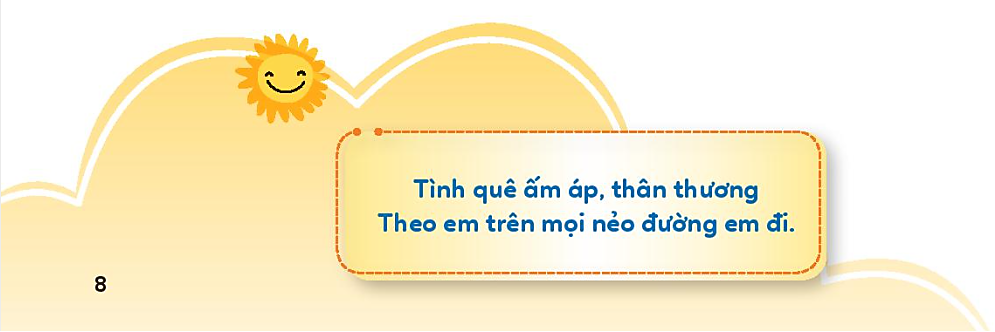 Tình quê ấm áp, thân thương
Theo em trên mọi nẻo đường em đi.
8